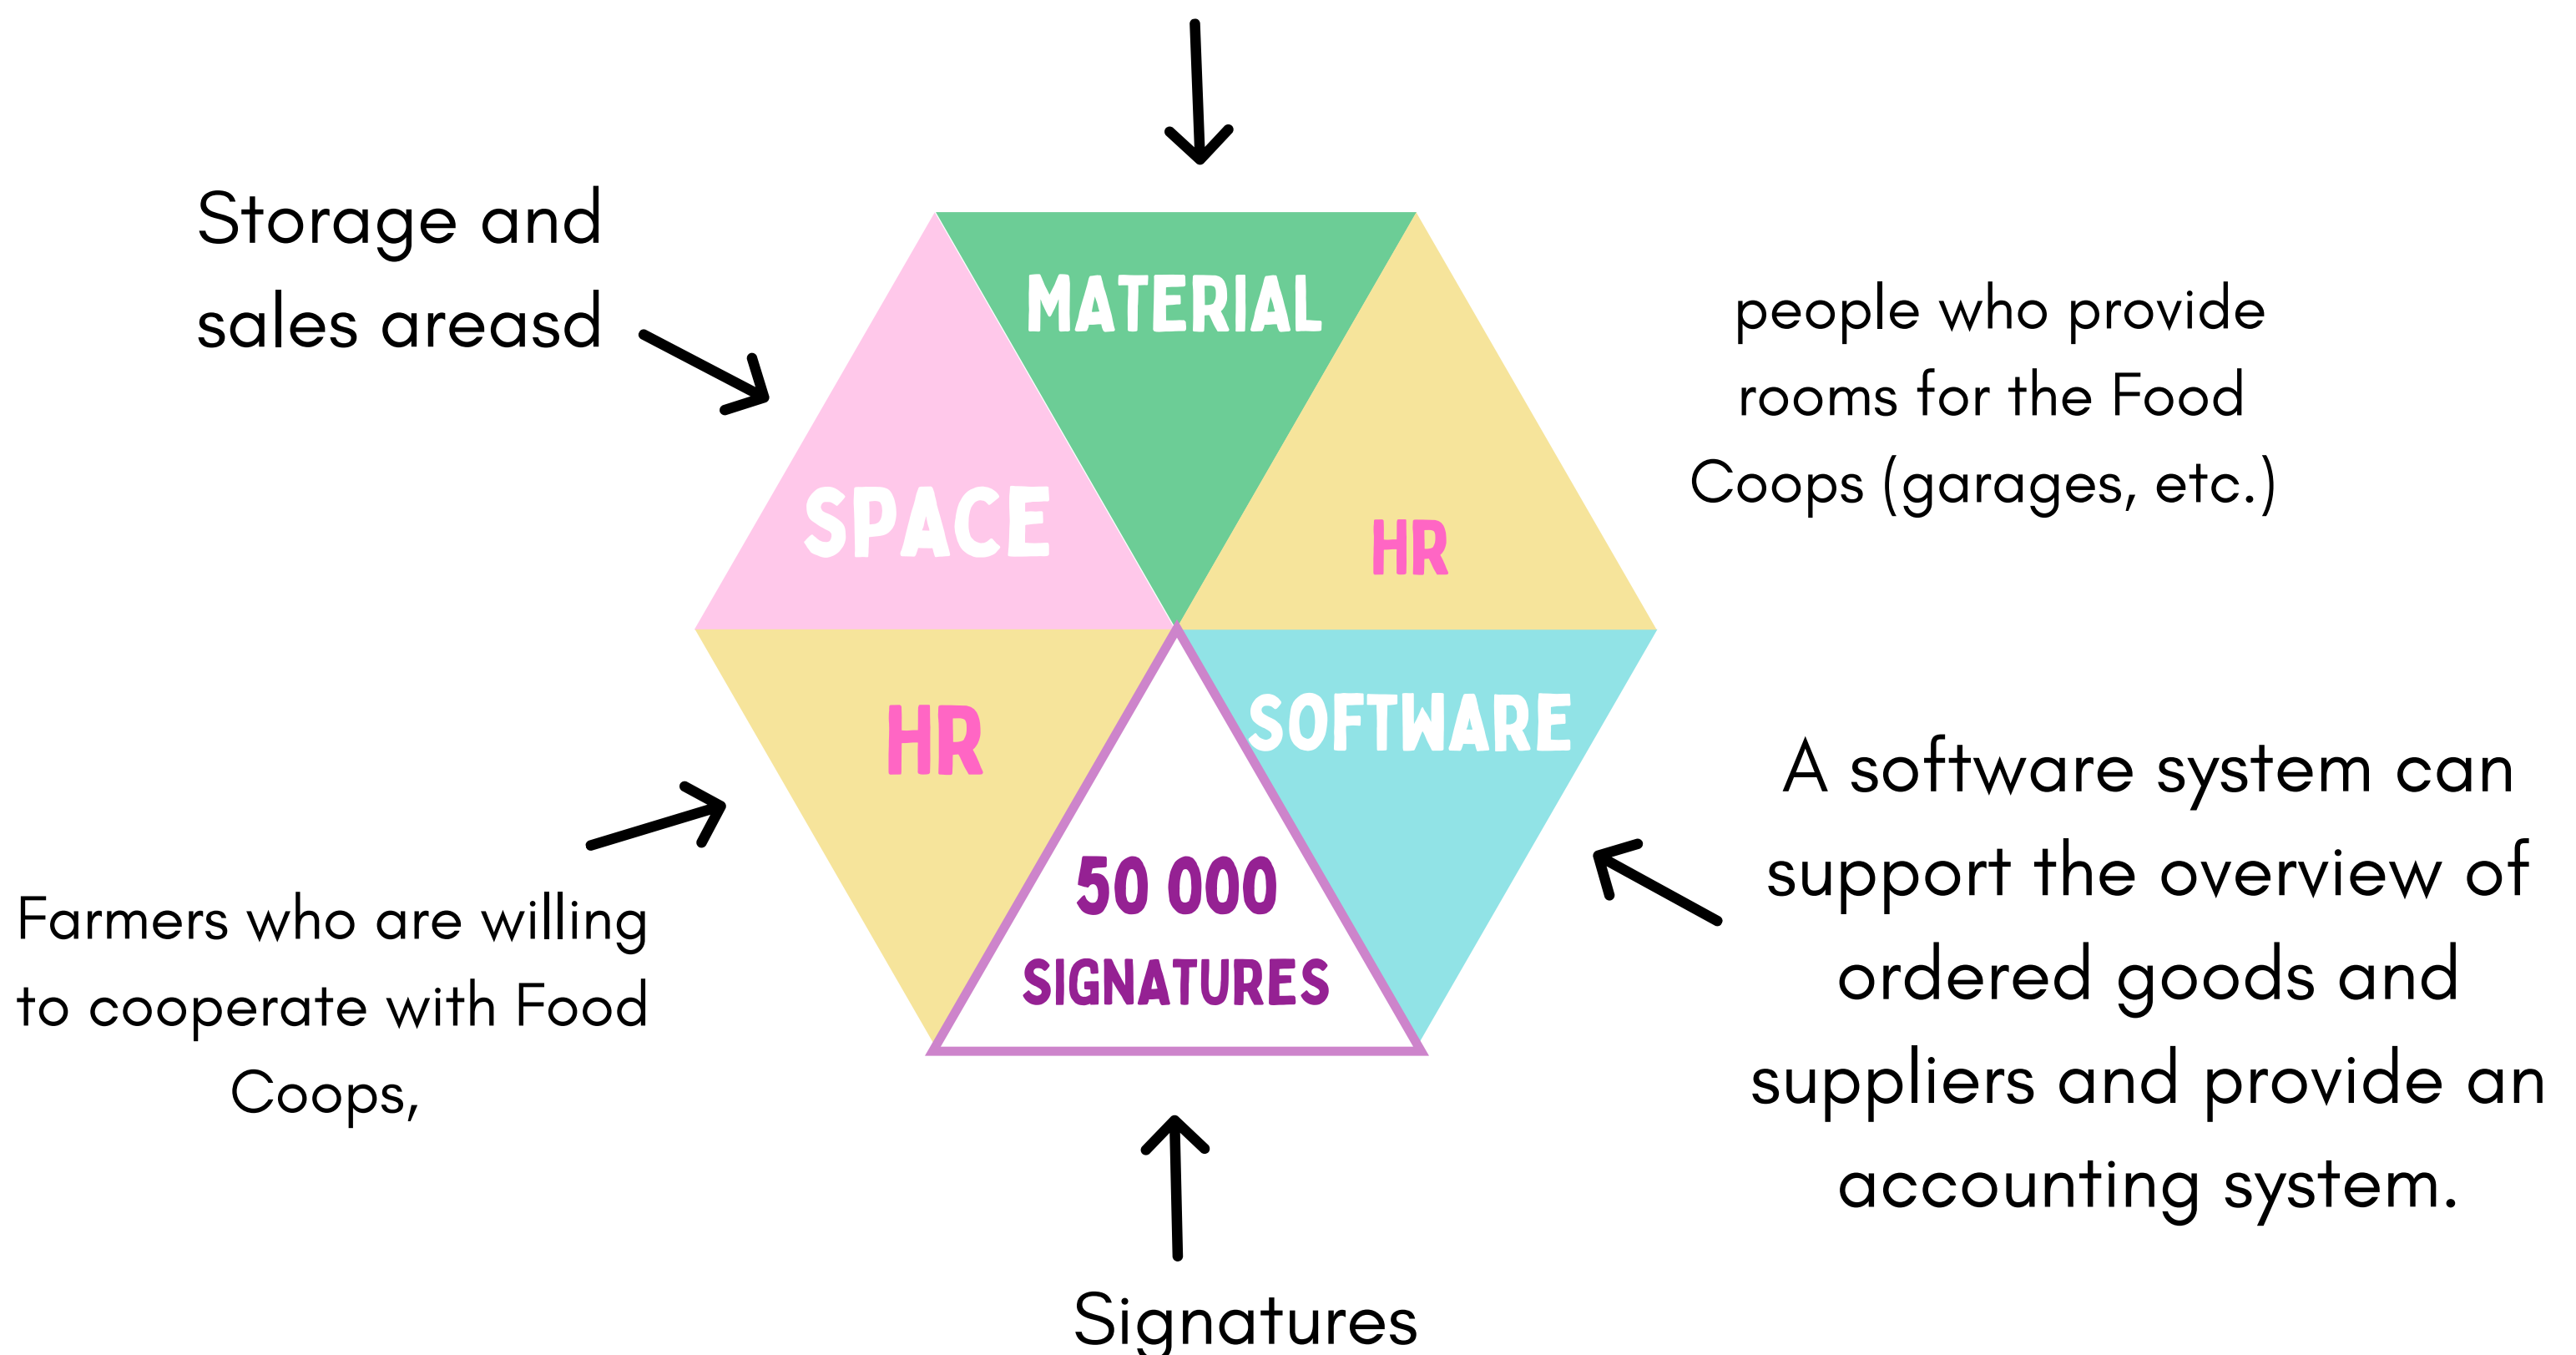 Storage and
sales areasd
MATERIAL
people who provide
rooms for the Food
Coops (garages, etc.)
SPACE
HR
HR
SOFTWARE
Farmers who are willing
to cooperate with Food
Coops,
50 000
SIGNATURES
A software system can
support the overview of
ordered goods and
suppliers and provide an
accounting system.
Signatures